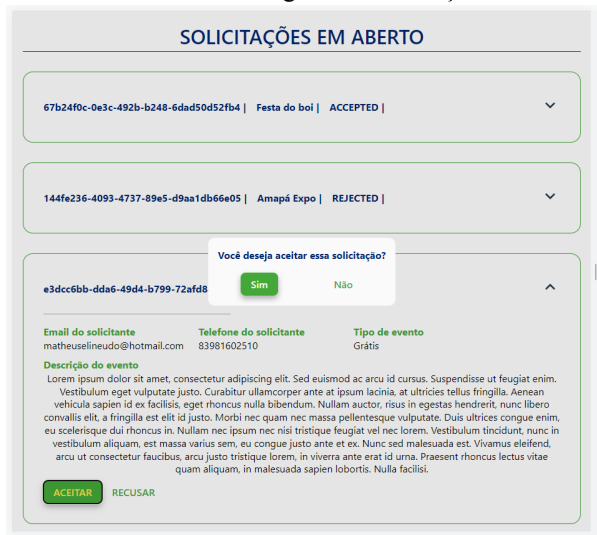 SOLICITAÇÕES EM ABERTO
67b24f0c-0e3c-492b-b248-6dad50d52fb4 | Festa do boi | ACCEPTED |
144fe236-4093-4737-89e5-d9aa1db66e05 | Amapá Expo | REJECTED |
Você deseja aceitar essa solicitação?
Sim Não
e3dcc6bb-dda6-49d4-b799-72afd8
Email do solicitante Telefone do solicitante Tipo de evento
matheuselineudo@hotmail.com 83981602510 Grátis
Descrição do evento
Lorem ipsum dolor sit amet, consectetur adipiscing elit. Sed euismod ac arcu id cursus. Suspendisse ut feugiat enim.
Vestibulum eget vulputate justo. Curabitur ullamcorper ante at ipsum lacinia, at ultricies tellus fringilla. Aenean
vehicula sapien id ex facilisis, eget rhoncus nulla bibendum. Nullam auctor, risus in egestas hendrerit, nunc libero
convallis elit, a fringilla est elit id justo. Morbi nec quam nec massa pellentesque vulputate. Duis ultrices congue enim,
eu scelerisque dui rhoncus in. Nullam nec ipsum nec nisi tristique feugiat vel nec lorem. Vestibulum tincidunt, nunc in
vestibulum aliquam, est massa varius sem, eu congue justo ante et ex. Nunc sed malesuada est. Vivamus eleifend,
arcu ut consectetur faucibus, arcu justo tristique lorem, in viverra ante erat id urna. Praesent rhoncus lectus vitae
quam aliquam, in malesuada sapien lobortis. Nulla facilisi.
ACEITAR RECUSAR